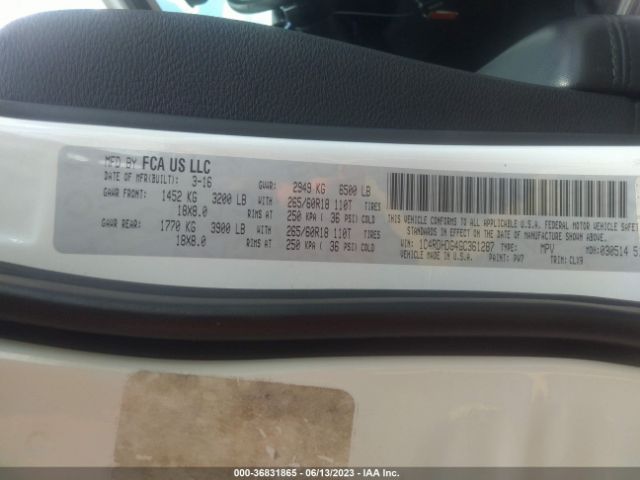 MFD BY FCA US LLC
DATE OF MFR(BUILT): 3-16 GVWR: 2949 KG 6500 LB
GAWR FRONT: 1452 KG 3200 LB WITH 265/60R18 110T TIRES
18X8.0 RIMS AT 250 KPA ( 36 PSI) COLD
GAWR REAR: 1770 KG 3900 LB WITH 265/60R18 110T TIRES
18X8.0 RIMS AT 250 KPA ( 36 PSI) COLD
THIS VEHICLE CONFORMS TO ALL APPLICABLE U.S.A. FEDERAL MOTOR VEHICLE SAFET
STANDARDS IN EFFECT ON THE DATE OF MANUFACTURE SHOWN ABOVE.
VIN: 1C4RDHDG4GC361287 TYPE: MPV MDH: 030514
VEHICLE MADE IN U.S.A. PAINT: PW7 TRIM: CLX9
000-36831865 - 06/13/2023 - IAA Inc.